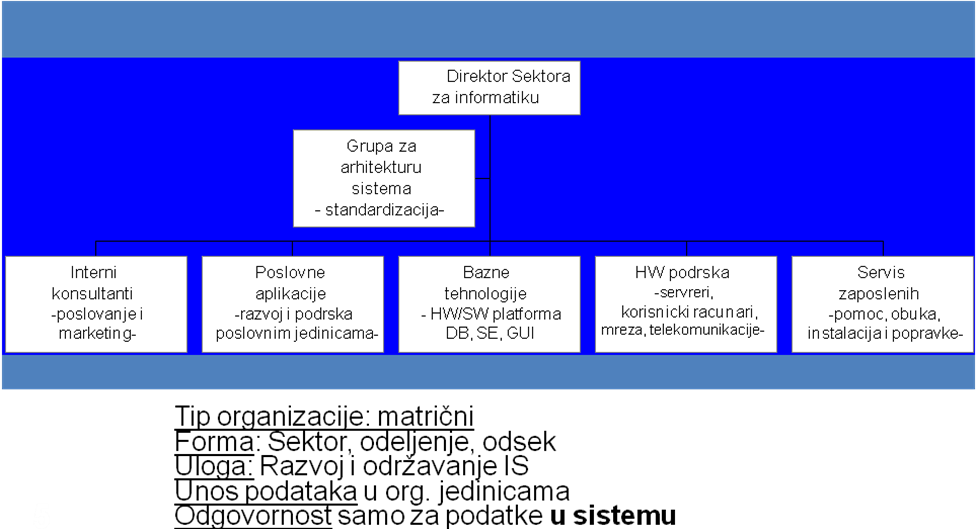 Direktor Sektora
za informatiku
Grupa za
arhitekturu
sistema
- standardizacija-
Interni
konsultanti
-poslovanje i
marketing-
Poslovne
aplikacije
-razvoj i podrska
poslovnim jedinicama-
Bazne
tehnologije
- HW/SW platforma
DB, SE, GUI
HW podrska
-servreri,
korisnicki racunari,
mreza, telekomunikacije-
Servis
zaposlenih
-pomoc, obuka,
instalacija i popravke-
Tip organizacije: matrični
Forma: Sektor, odeljenje, odsek
Uloga: Razvoj i održavanje IS
Unos podataka u org. jedinicama
Odgovornost samo za podatke u sistemu